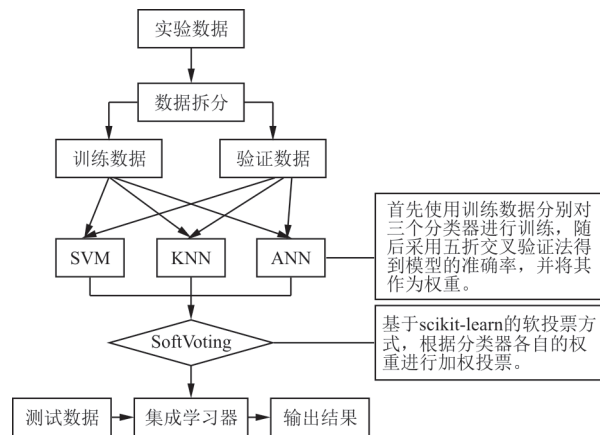 实验数据
数据拆分
训练数据
验证数据
SVM
KNN
ANN
首先使用训练数据分别对
三个分类器进行训练，随
后采用五折交叉验证法得
到模型的准确率，并将其
作为权重。
SoftVoting
基于scikit-learn的软投票方
式，根据分类器各自的权
重进行加权投票。
测试数据
集成学习器
输出结果